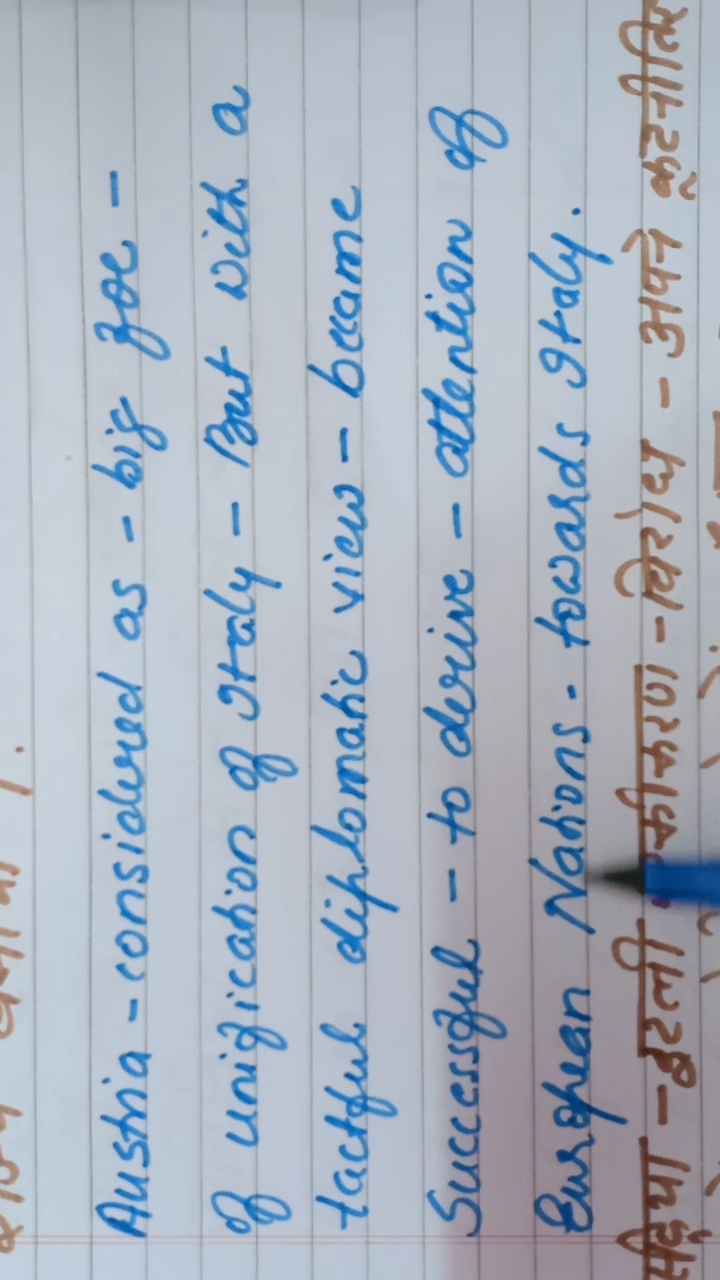 Austria - considered as - big foe -
of unification of Italy - But with a
tactful diplomatic view - became
Successful - to derive - attention of
European Nations - towards Italy.
- इटली एकीकरण - विरोध - अपने कूटनीति